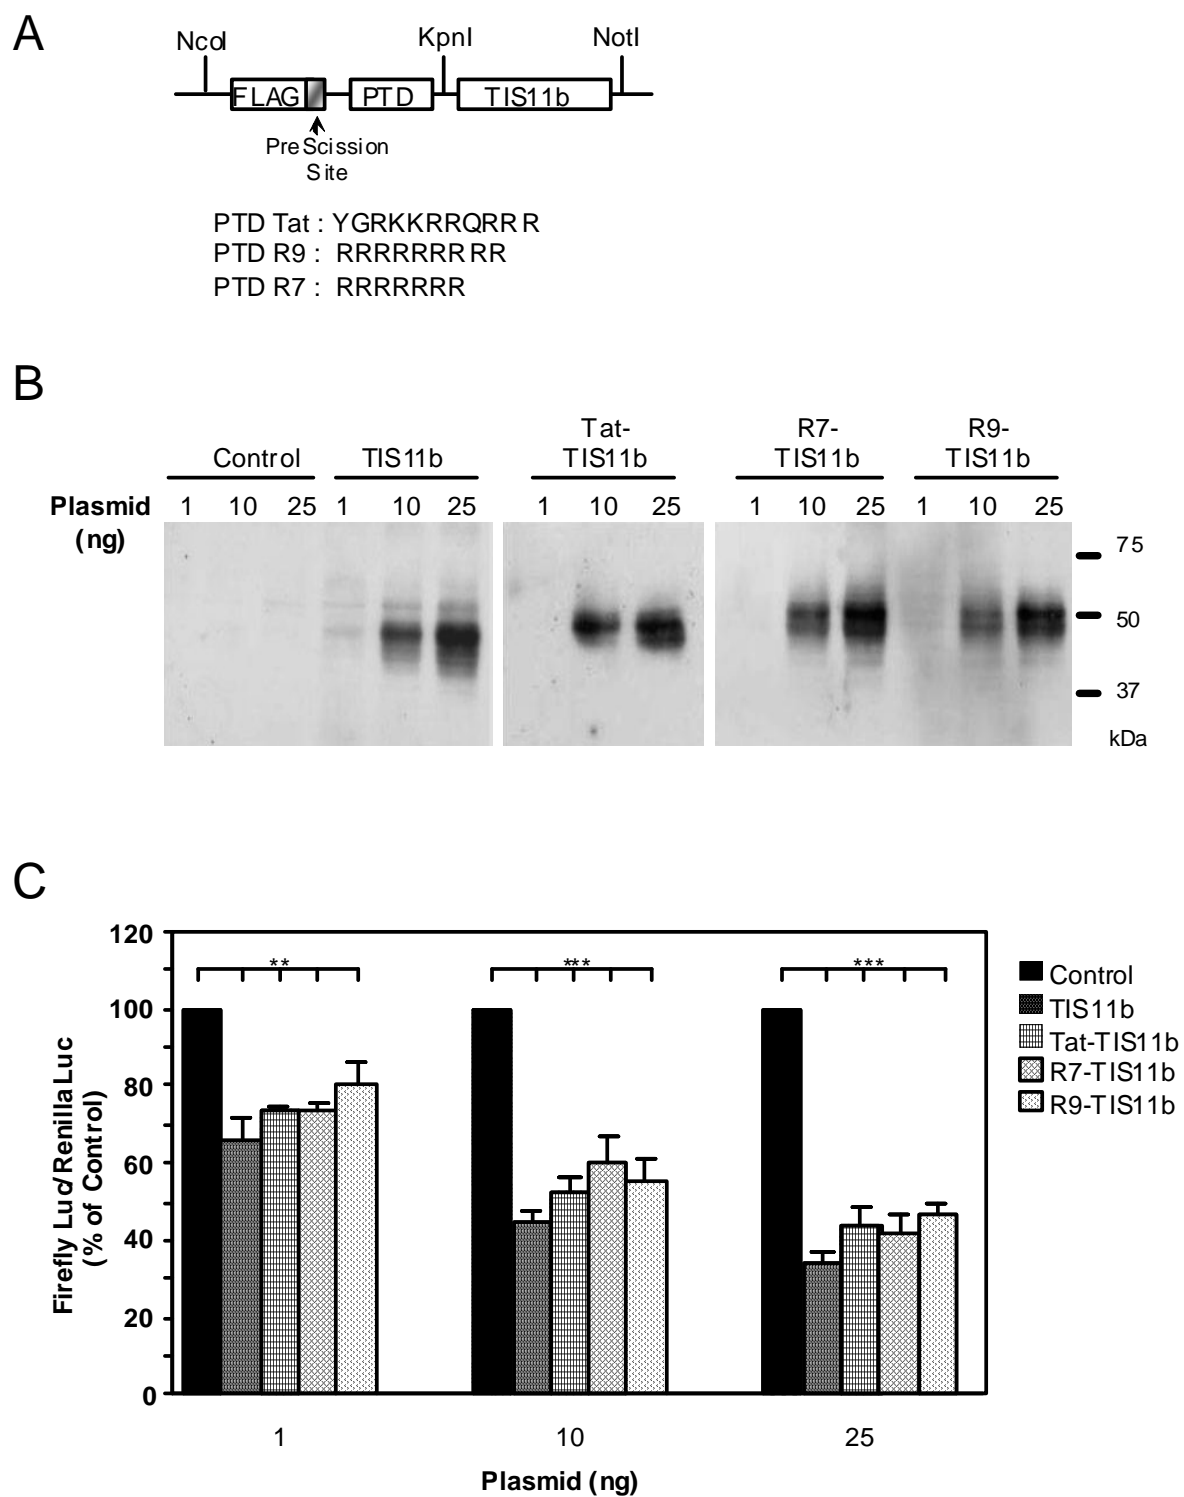 A
NcoI KpnI NotI
FLAG PTD TIS11b
PreScission
Site
PTD Tat : YGRKKRRQRRR
PTD R9 : RRRRRRRRR
PTD R7 : RRRRRRR
B
Control TIS11b Tat-TIS11b R7-TIS11b R9-TIS11b
Plasmid (ng) 1 10 25 1 10 25 1 10 25 1 10 25 1 10 25
75
50
37
kDa
C
Firefly Luc/Renilla Luc
(% of Control)
120
100
80
60
40
20
0
** *** ***
Control
TIS11b
Tat-TIS11b
R7-TIS11b
R9-TIS11b
1 10 25
Plasmid (ng)